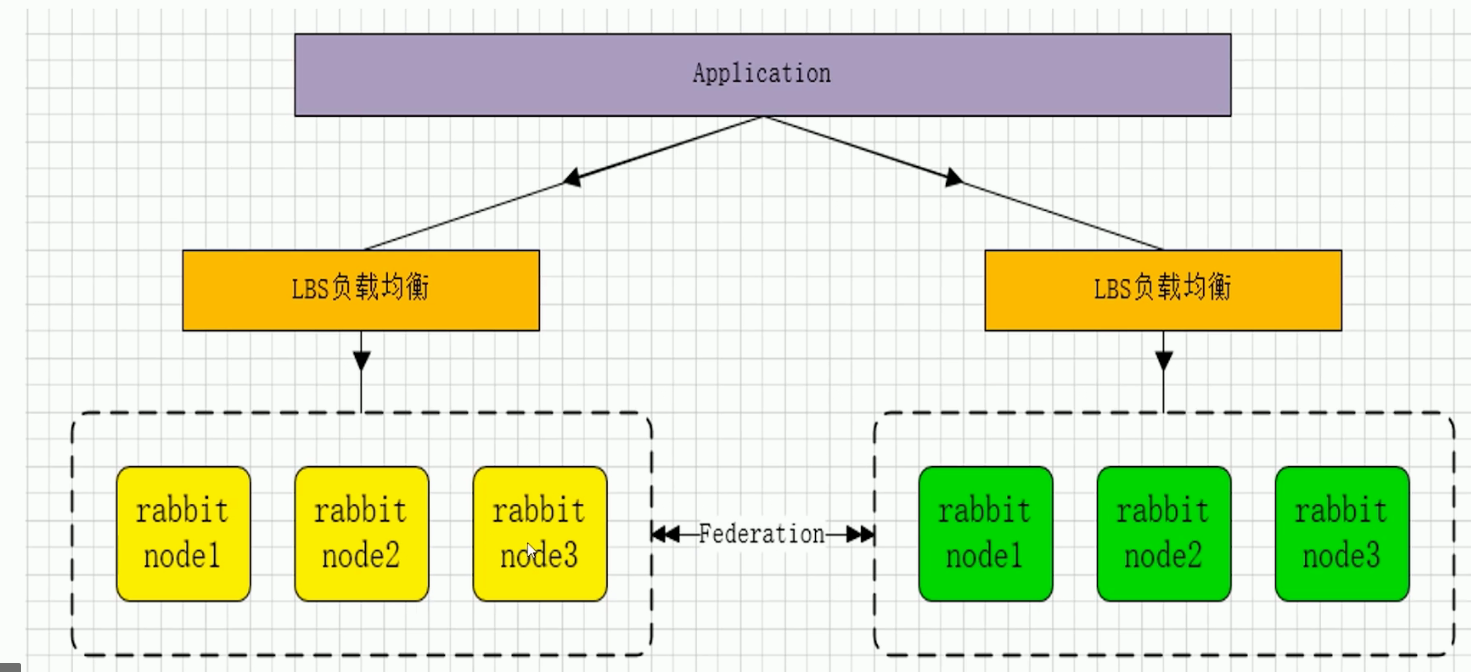 Application
LBS负载均衡
LBS负载均衡
rabbit
node1
rabbit
node2
rabbit
node3
Federation
rabbit
node1
rabbit
node2
rabbit
node3